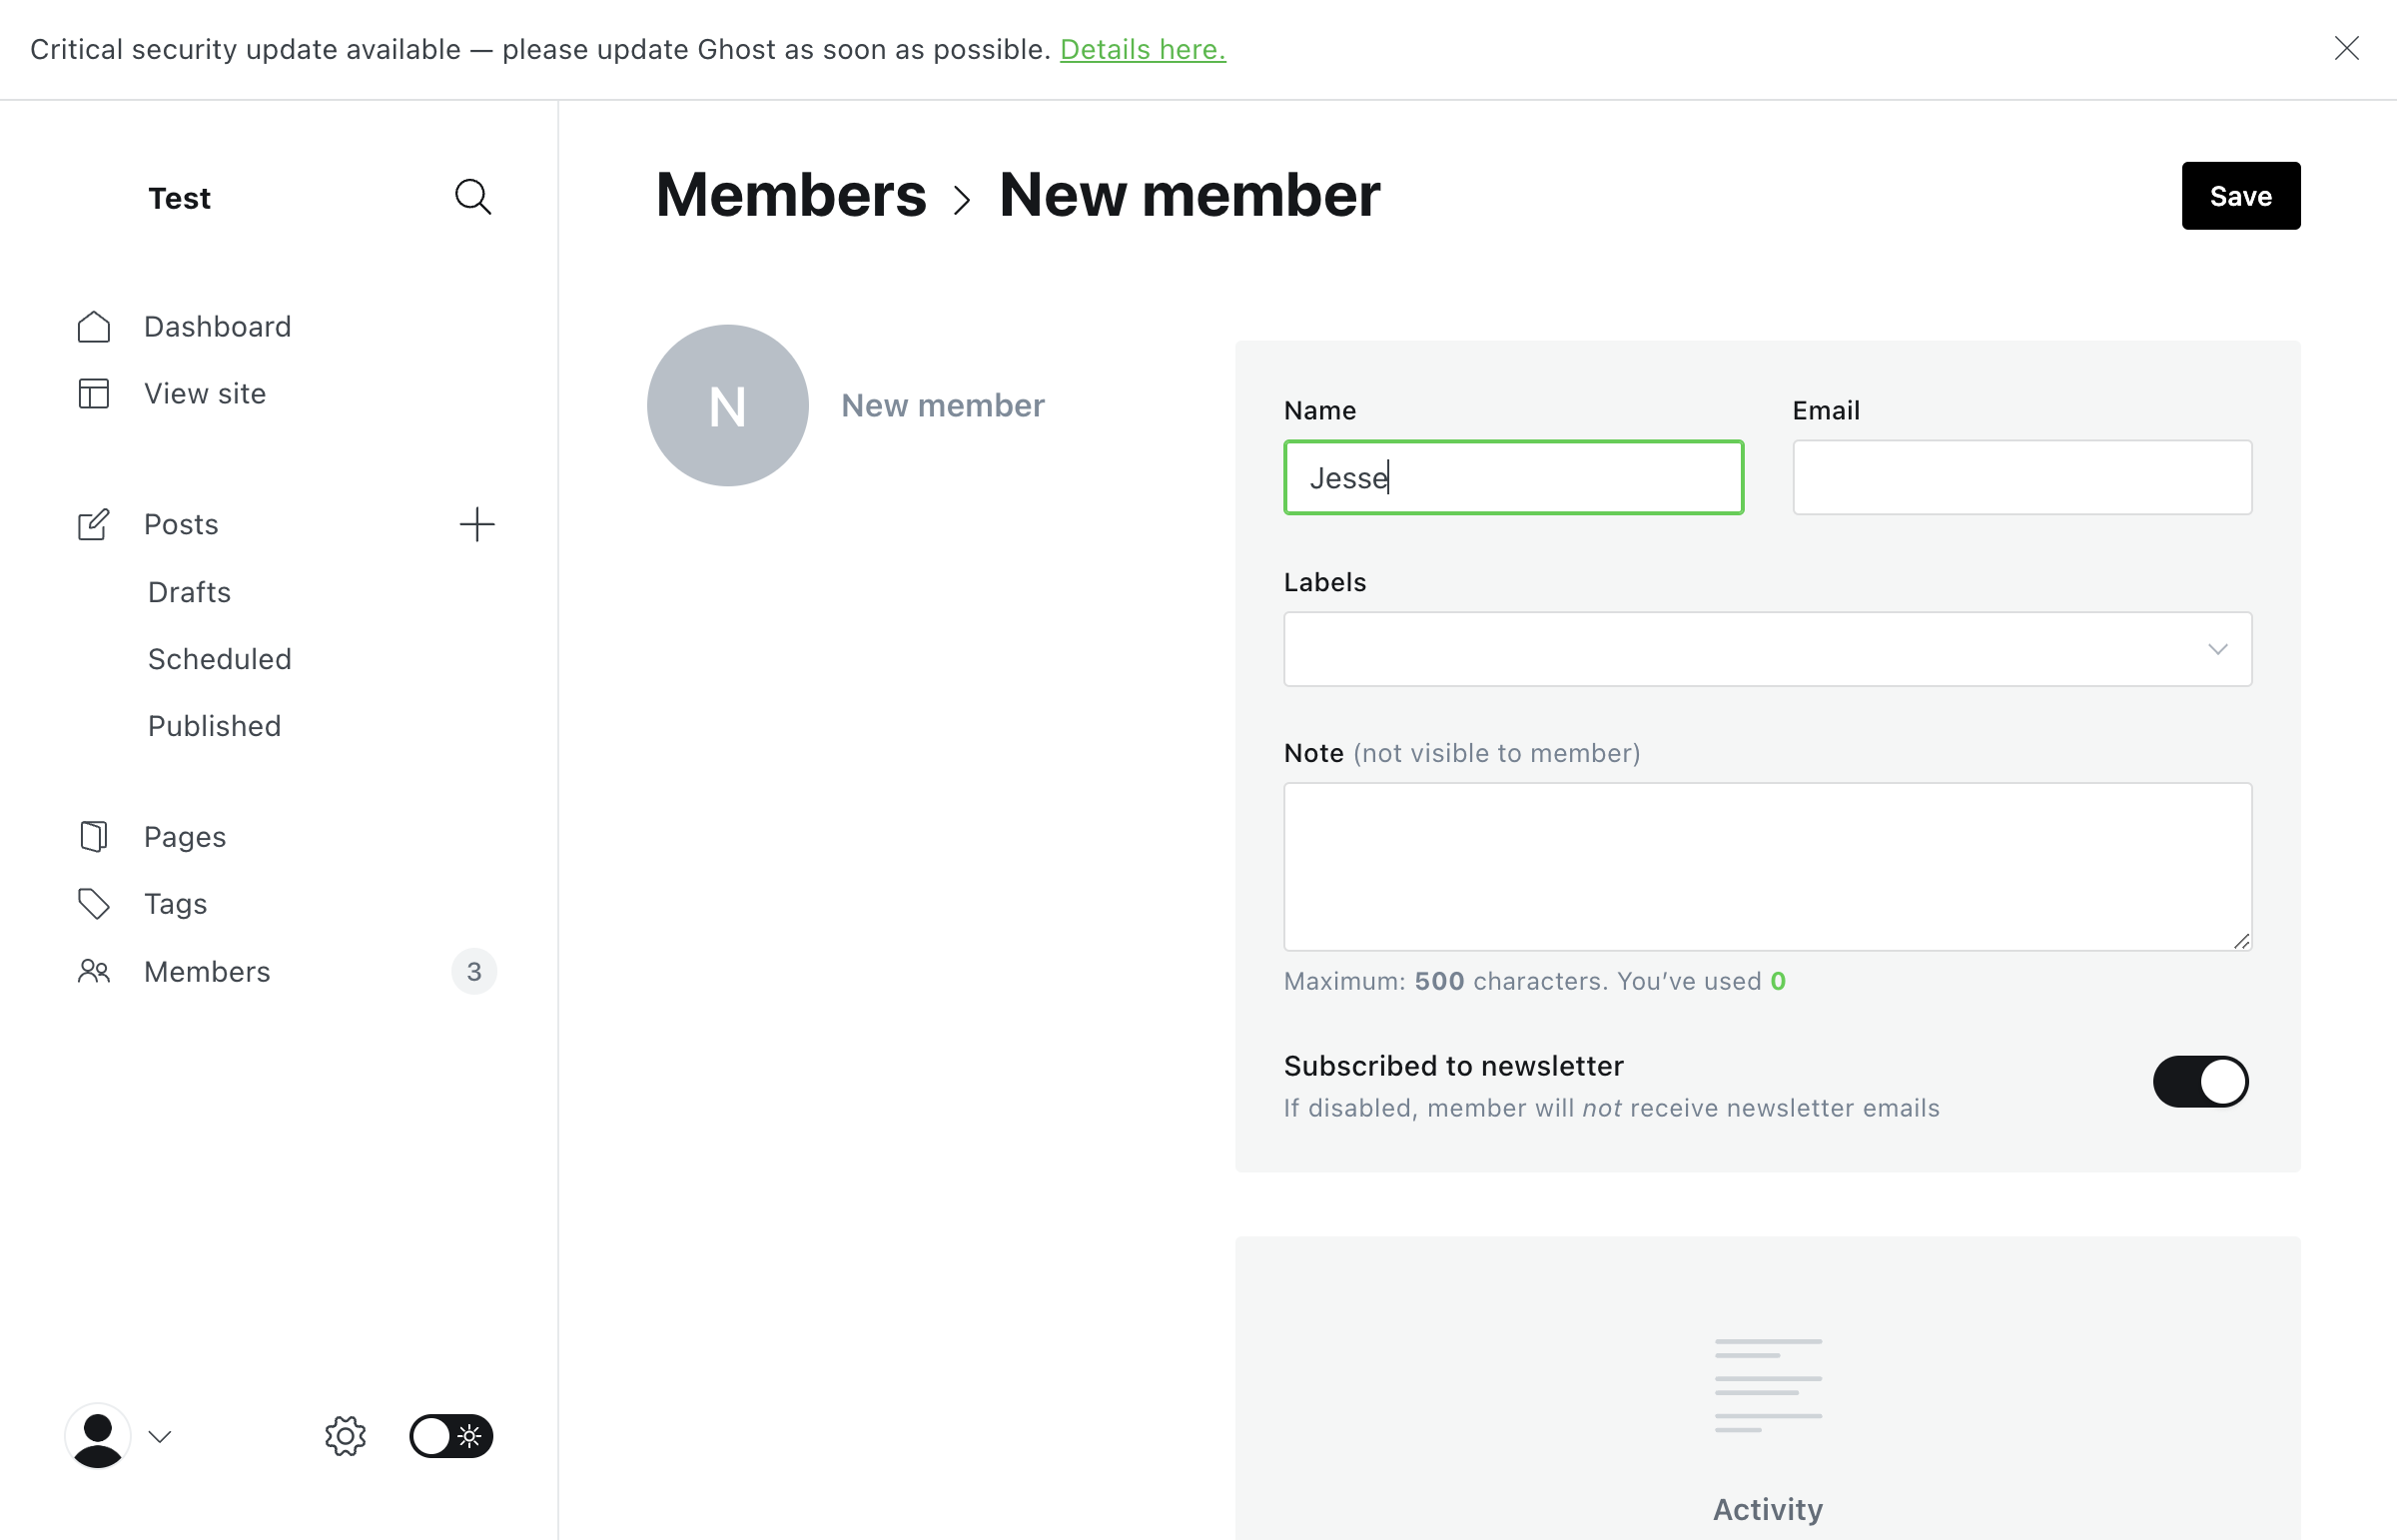 Critical security update available — please update Ghost as soon as possible. Details here.
Test
Dashboard
View site
Posts
Drafts
Scheduled
Published
Pages
Tags
Members
3
Members > New member
Save
N
New member
Name
Email
Jesse
Labels
Note (not visible to member)
Maximum: 500 characters. You’ve used 0
Subscribed to newsletter
If disabled, member will not receive newsletter emails
Activity